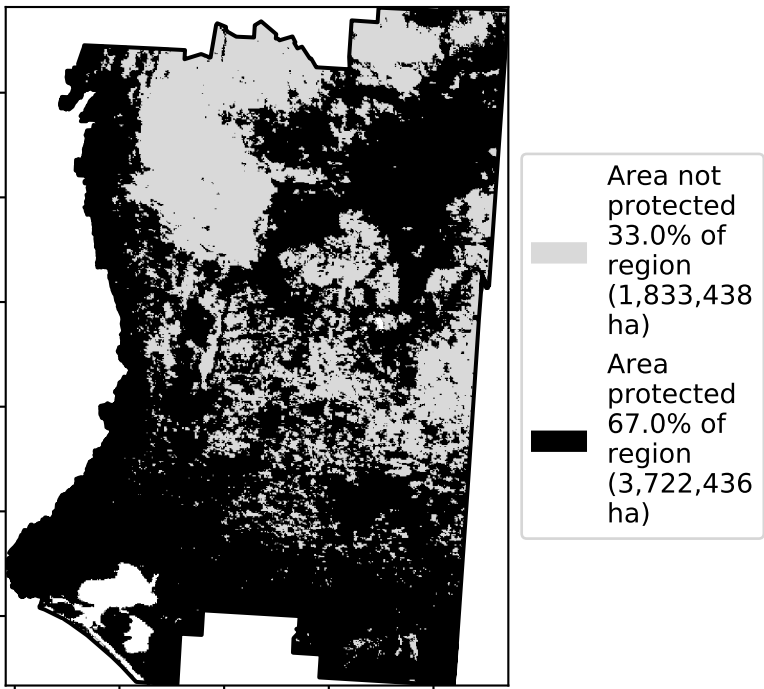 Area not
protected
33.0% of
region
(1,833,438
ha)
Area
protected
67.0% of
region
(3,722,436
ha)